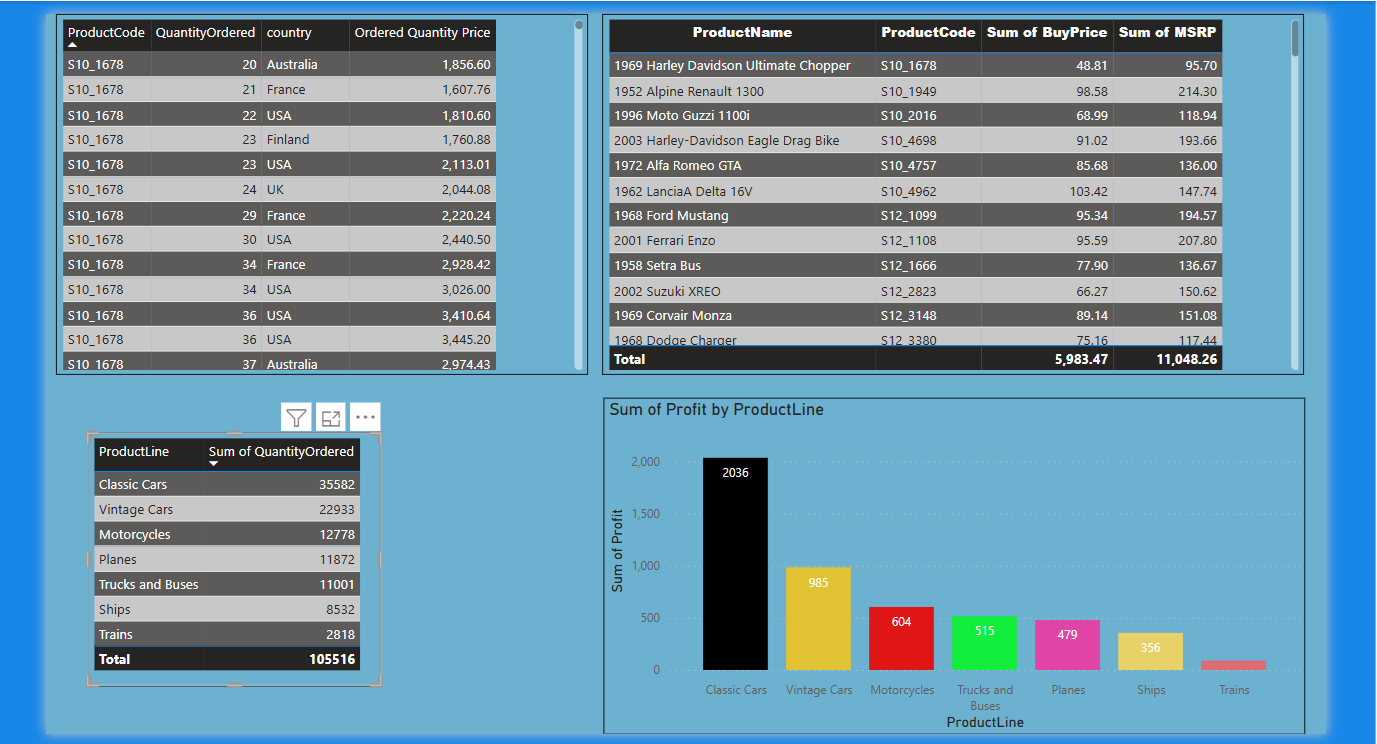 ProductCode QuantityOrdered country Ordered Quantity Price
S10_1678 20 Australia 1,856.60
S10_1678 21 France 1,607.76
S10_1678 22 USA 1,810.60
S10_1678 23 Finland 1,760.88
S10_1678 23 USA 2,113.01
S10_1678 24 UK 2,044.08
S10_1678 29 France 2,220.24
S10_1678 30 USA 2,440.50
S10_1678 34 France 2,928.42
S10_1678 34 USA 3,026.00
S10_1678 36 USA 3,410.64
S10_1678 36 USA 3,445.20
S10_1678 37 Australia 2,974.43
ProductName ProductCode Sum of BuyPrice Sum of MSRP
1969 Harley Davidson Ultimate Chopper S10_1678 48.81 95.70
1952 Alpine Renault 1300 S10_1949 98.58 214.30
1996 Moto Guzzi 1100i S10_2016 68.99 118.94
2003 Harley-Davidson Eagle Drag Bike S10_4698 91.02 193.66
1972 Alfa Romeo GTA S10_4757 85.68 136.00
1962 LanciaA Delta 16V S10_4962 103.42 147.74
1968 Ford Mustang S12_1099 95.34 194.57
2001 Ferrari Enzo S12_1108 95.59 207.80
1958 Setra Bus S12_1666 77.90 136.67
2002 Suzuki XREO S12_2823 66.27 150.62
1969 Corvair Monza S12_3148 89.14 151.08
1968 Dodge Charger S12_3380 75.16 117.44
Total 5,983.47 11,048.26
ProductLine Sum of QuantityOrdered
Classic Cars 35582
Vintage Cars 22933
Motorcycles 12778
Planes 11872
Trucks and Buses 11001
Ships 8532
Trains 2818
Total 105516
Sum of Profit by ProductLine
Sum of Profit
2,000
1,500
1,000
500
0
2036
985
604
515
479
356
Classic Cars Vintage Cars Motorcycles Trucks and Buses Planes Ships Trains
ProductLine